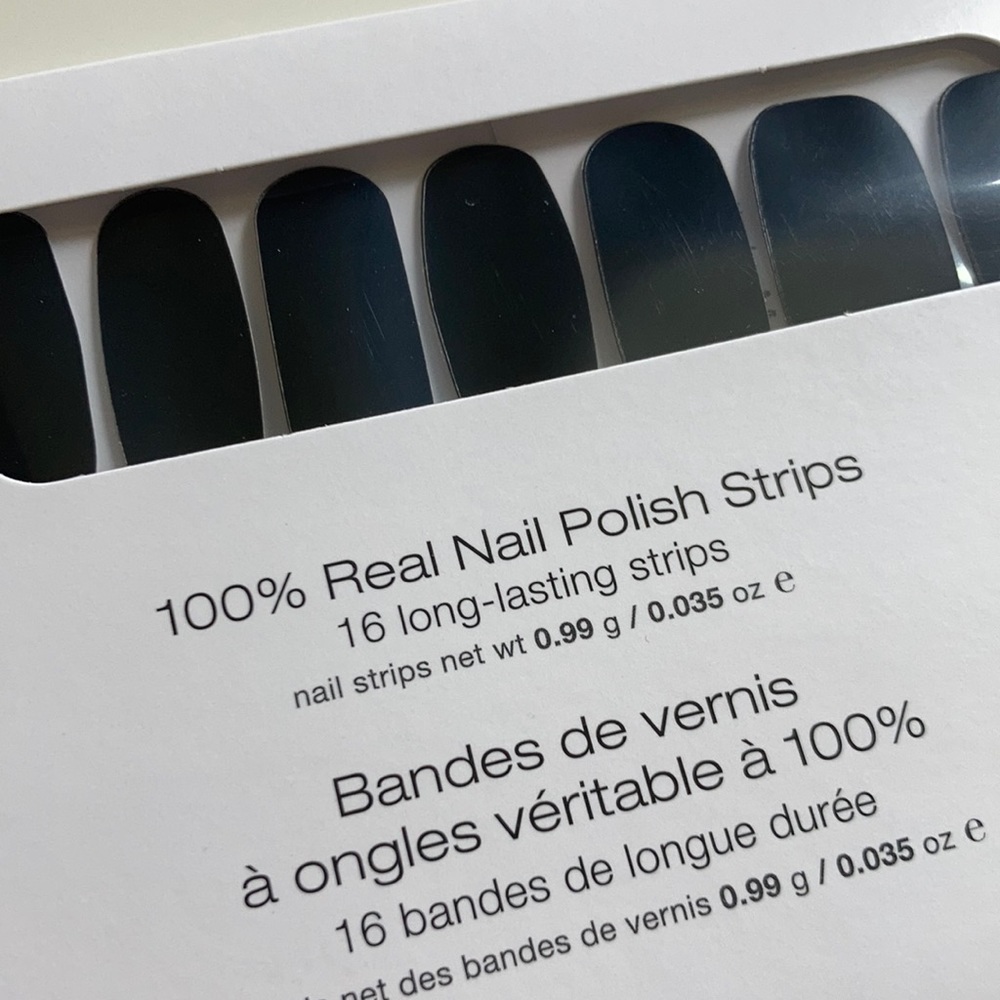 100% Real Nail Polish Strips
16 long-lasting strips
nail strips net wt 0.99 g / 0.035 oz e
Bandes de vernis
à ongles véritable à 100%
16 bandes de longue durée
net des bandes de vernis 0.99 g / 0.035 oz e